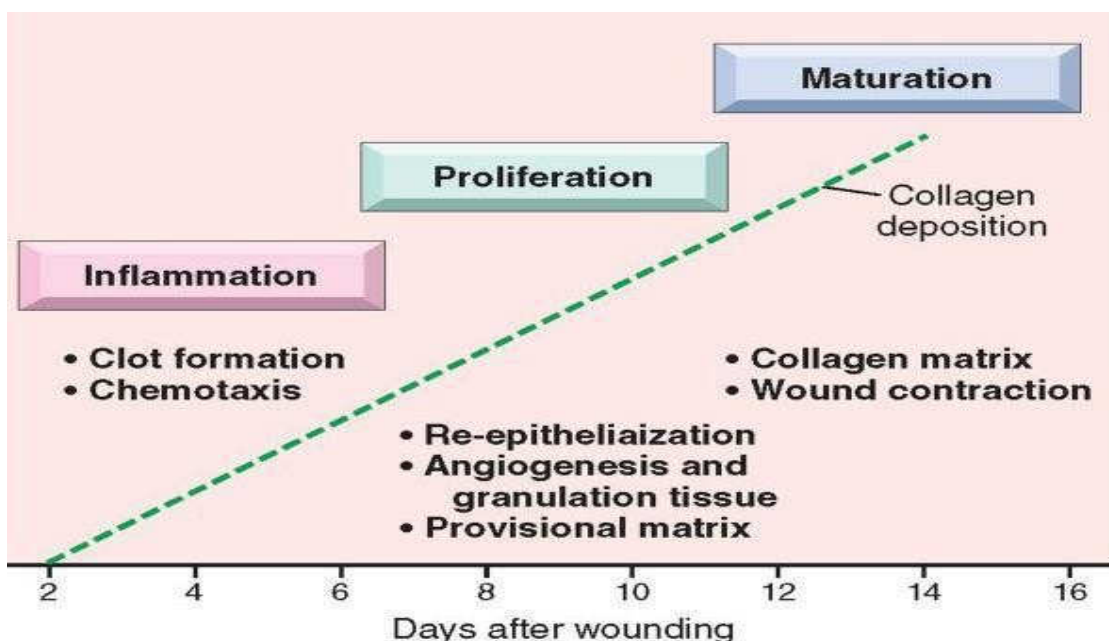 Maturation
Proliferation
Collagen
deposition
Inflammation
• Clot formation
• Chemotaxis
• Collagen matrix
• Wound contraction
• Re-epitheliaization
• Angiogenesis and
granulation tissue
• Provisional matrix
2 4 6 8 10 12 14 16
Days after wounding